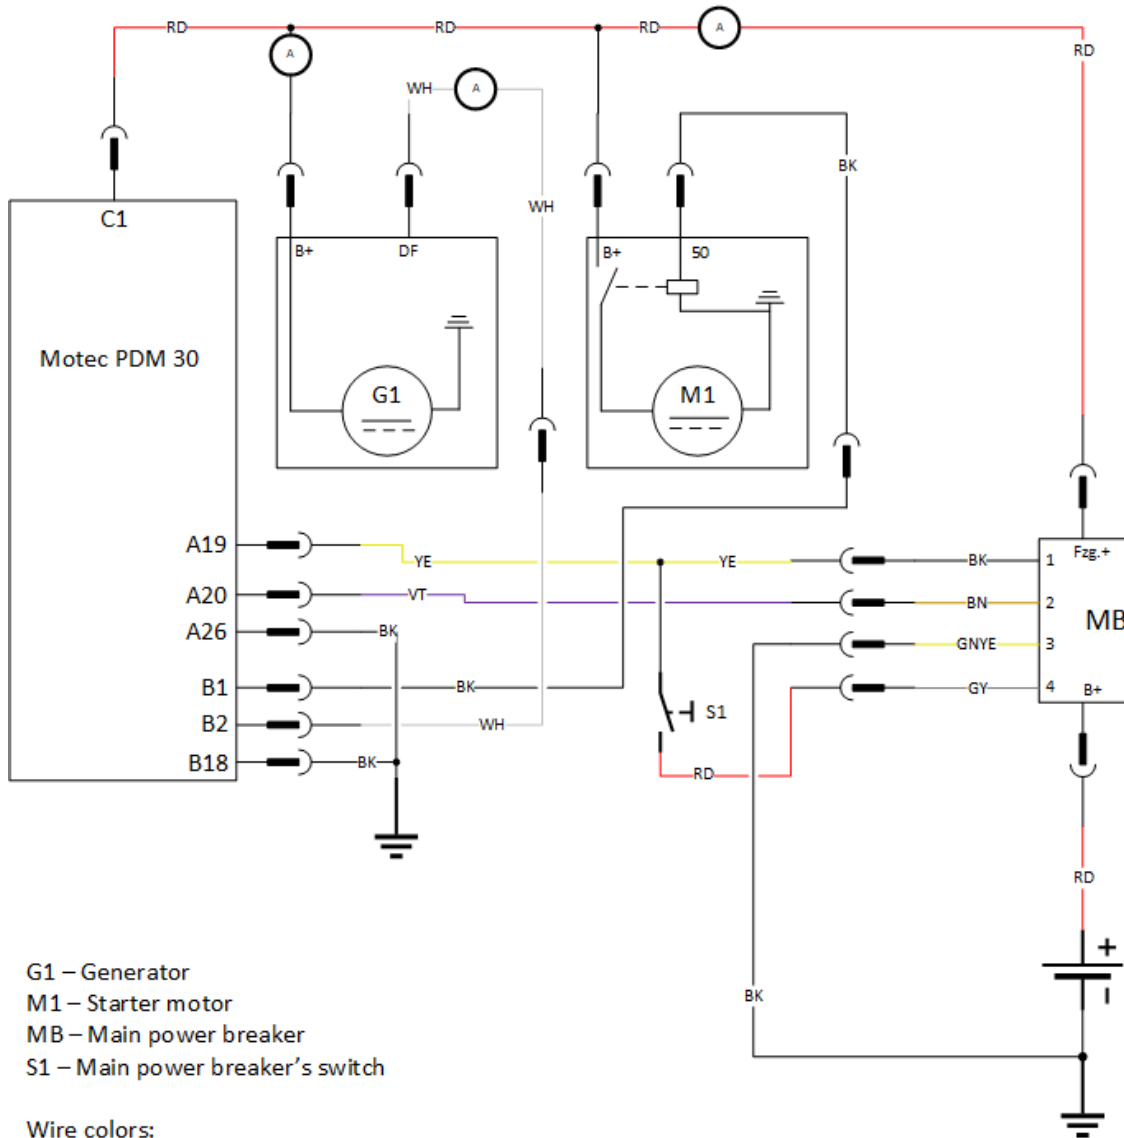 RD RD RD
A
A
RD
WH
A
BK
WH
C1
B+ DF
B+ 50
Motec PDM 30
G1
M1
A19
YE YE
BK 1 Fzg.+
A20
VT
BN 2
MB
A26
BK
GNYE 3
B1
BK
GY 4 B+
B2
WH
S1
B18
BK
RD
RD
+
-
BK
G1 – Generator
M1 – Starter motor
MB – Main power breaker
S1 – Main power breaker's switch
Wire colors: